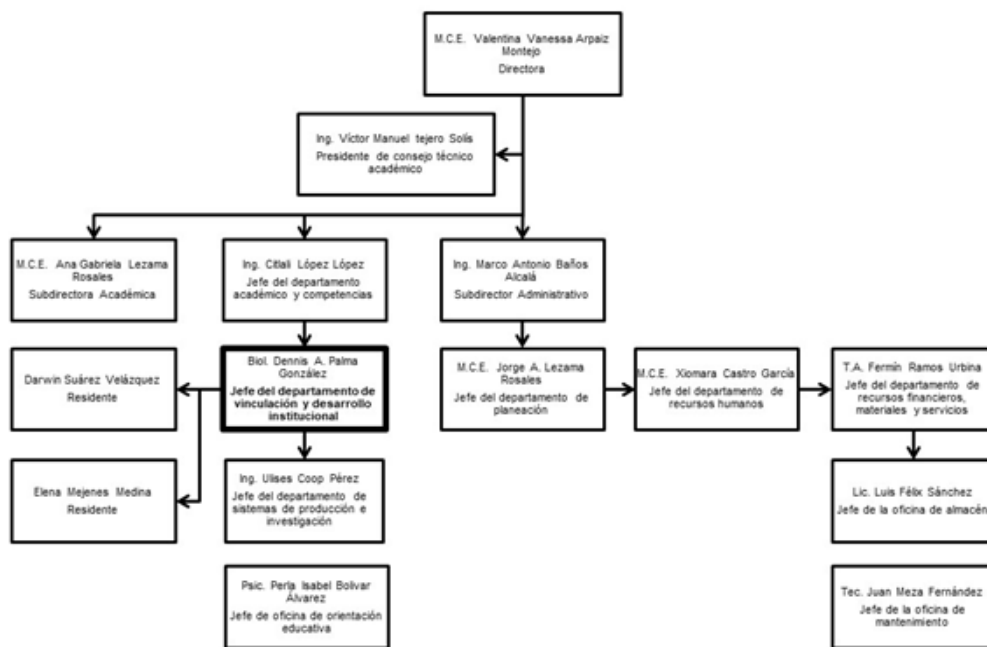 M.C.E. Valentina Vanessa Arpaiz
Montejo
Directora
Ing. Víctor Manuel tejero Solís
Presidente de consejo técnico
académico
M.C.E. Ana Gabriela Lezama
Rosales
Subdirectora Académica
Ing. Citlali López López
Jefe del departamento
académico y competencias
Ing. Marco Antonio Baños
Alcalá
Subdirector Administrativo
Darwin Suárez Velázquez
Residente
Biol. Dennis A. Palma
González
Jefe del departamento de
vinculación y desarrollo
institucional
M.C.E. Jorge A. Lezama
Rosales
Jefe del departamento de
planeación
M.C.E. Xiomara Castro García
Jefe del departamento de
recursos humanos
T.A. Fermín Ramos Urbina
Jefe del departamento de
recursos financieros,
materiales y servicios
Elena Mejenes Medina
Residente
Ing. Ulises Coop Pérez
Jefe del departamento de
sistemas de producción e
investigación
Lic. Luis Félix Sánchez
Jefe de la oficina de almacén
Psic. Perla Isabel Bolivar
Álvarez
Jefe de oficina de orientación
educativa
Tec. Juan Meza Fernández
Jefe de la oficina de
mantenimiento